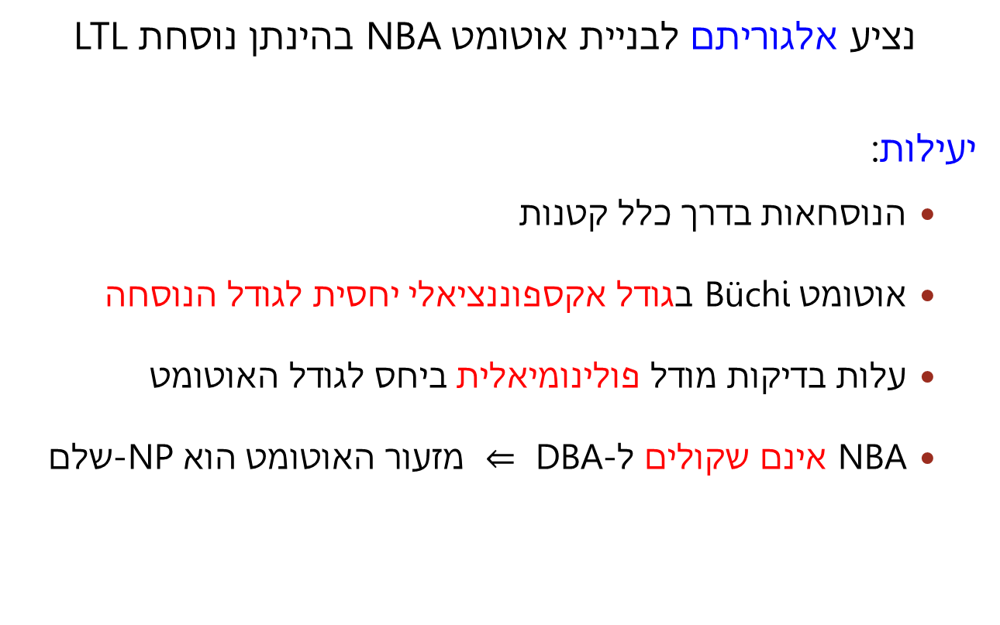 נציע אלגוריתם לבניית אוטומט NBA בהינתן נוסחת LTL
יעילות:
• הנוסחאות בדרך כלל קטנות
• אוטומט Büchi בגודל אקספוננציאלי יחסית לגודל הנוסחה
• עלות בדיקות מודל פולינומיאלית ביחס לגודל האוטומט
• NBA אינם שקולים ל-DBA ⇐ מזעור האוטומט הוא NP-שלם